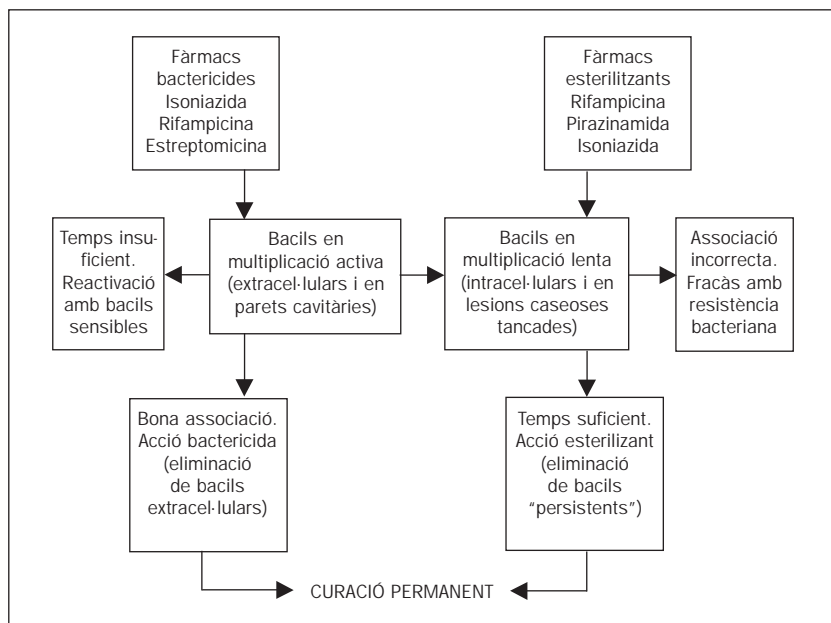 Fàrmacs
bactericides
Isoniazida
Rifampicina
Estreptomicina
Fàrmacs
esterilitzants
Rifampicina
Pirazinamida
Isoniazida
Temps insu-
ficient.
Reactivació
amb bacils
sensibles
Bacils en
multiplicació activa
(extracel·lulars i en
parets cavitàries)
Bacils en
multiplicació lenta
(intracel·lulars i en
lesions caseoses
tancades)
Associació
incorrecta.
Fracàs amb
resistència
bacteriana
Bona associació.
Acció bactericida
(eliminació
de bacils
extracel·lulars)
Temps suficient.
Acció esterilizant
(eliminació
de bacils
“persistents”)
CURACIÓ PERMANENT